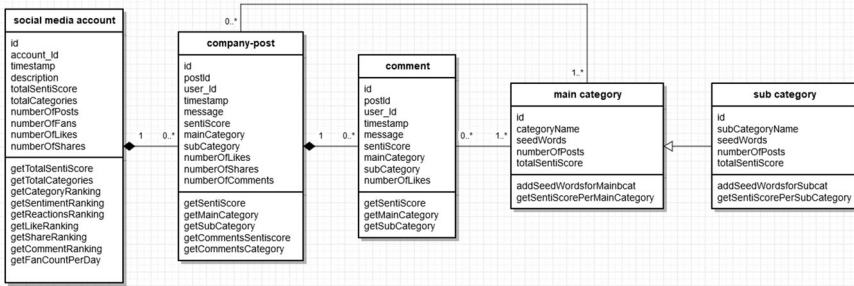 social media account
id
account_Id
timestamp
description
totalSentiScore
totalCategories
numberOfPosts
numberOfFans
numberOfLikes
numberOfShares
getTotalSentiScore
getTotalCategories
getCategoryRanking
getSentimentRanking
getReactionsRanking
getLikeRanking
getShareRanking
getCommentRanking
getFanCountPerDay
1
0..*
0..*
company-post
id
postId
user_Id
timestamp
message
sentiScore
mainCategory
subCategory
numberOfLikes
numberOfShares
numberOfComments
getSentiScore
getMainCategory
getSubCategory
getCommentsSentiscore
getCommentsCategory
1
0..*
comment
id
postId
user_Id
timestamp
message
sentiScore
mainCategory
subCategory
numberOfLikes
getSentiScore
getMainCategory
getSubCategory
0..*
1..*
1..*
main category
id
categoryName
seedWords
numberOfPosts
totalSentiScore
addSeedWordsforMainbcat
getSentiScorePerMainCategory
sub category
id
subCategoryName
seedWords
numberOfPosts
totalSentiScore
addSeedWordsforSubcat
getSentiScorePerSubCategory